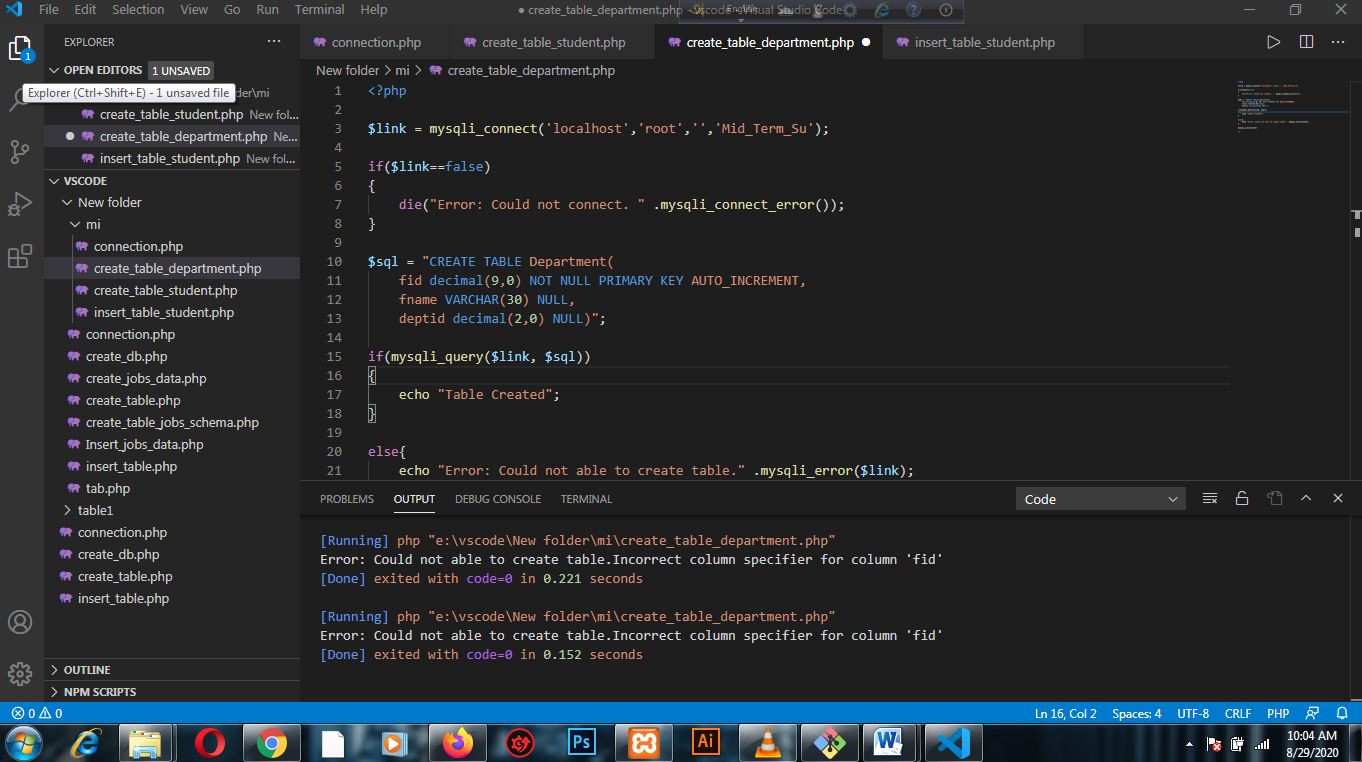 File Edit Selection View Go Run Terminal Help
● create_table_department.php - vscode - Visual Studio Code
English
EXPLORER
OPEN EDITORS 1 UNSAVED
Explorer (Ctrl+Shift+E) - 1 unsaved file
der\mi
create_table_student.php New fol...
create_table_department.php Ne...
insert_table_student.php New fol...
VSCODE
New folder
mi
connection.php
create_table_department.php
create_table_student.php
insert_table_student.php
connection.php
create_db.php
create_jobs_data.php
create_table.php
create_table_jobs_schema.php
Insert_jobs_data.php
insert_table.php
tab.php
table1
connection.php
create_db.php
create_table.php
insert_table.php
OUTLINE
NPM SCRIPTS
1
connection.php create_table_student.php create_table_department.php ● insert_table_student.php
New folder > mi > create_table_department.php
1 <?php
2
3 $link = mysqli_connect('localhost','root','','Mid_Term_Su');
4
5 if($link==false)
6 {
7 die("Error: Could not connect. " .mysqli_connect_error());
8 }
9
10 $sql = "CREATE TABLE Department(
11 fid decimal(9,0) NOT NULL PRIMARY KEY AUTO_INCREMENT,
12 fname VARCHAR(30) NULL,
13 deptid decimal(2,0) NULL)";
14
15 if(mysqli_query($link, $sql))
16 {
17 echo "Table Created";
18 }
19
20 else{
21 echo "Error: Could not able to create table." .mysqli_error($link);
PROBLEMS OUTPUT DEBUG CONSOLE TERMINAL Code
[Running] php "e:\vscode\New folder\mi\create_table_department.php"
Error: Could not able to create table.Incorrect column specifier for column 'fid'
[Done] exited with code=0 in 0.221 seconds
[Running] php "e:\vscode\New folder\mi\create_table_department.php"
Error: Could not able to create table.Incorrect column specifier for column 'fid'
[Done] exited with code=0 in 0.152 seconds
0 0 Ln 16, Col 2 Spaces: 4 UTF-8 CRLF PHP
Ps Ai W
10:04 AM
8/29/2020